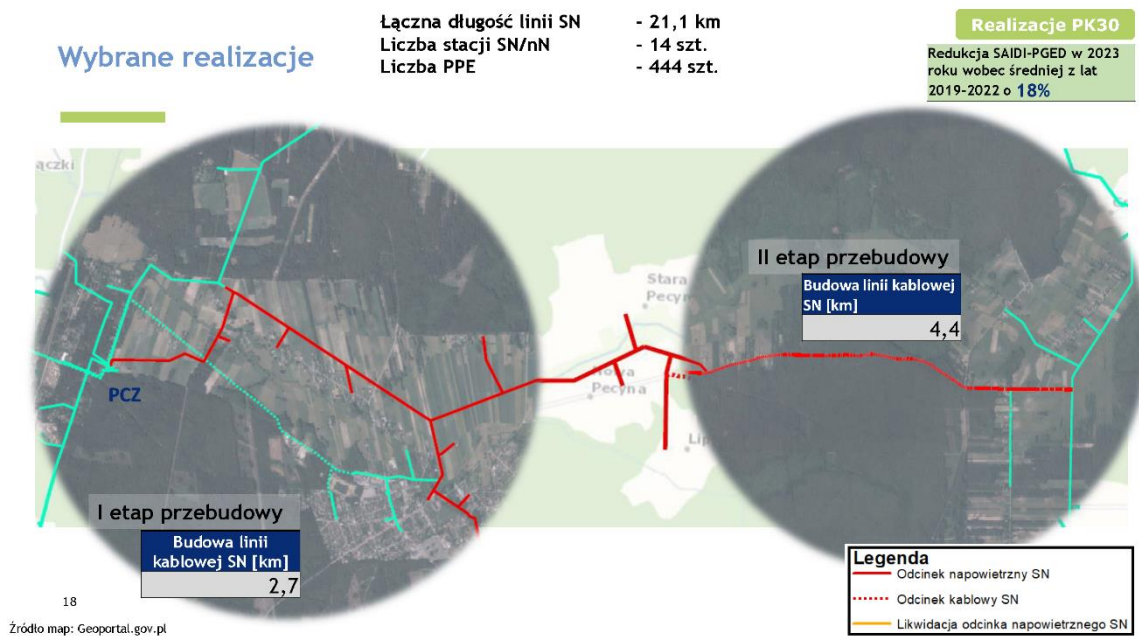 Wybrane realizacje
Łączna długość linii SN - 21,1 km
Liczba stacji SN/nN - 14 szt.
Liczba PPE - 444 szt.
Realizacje PK30
Redukcja SAIDI-PGED w 2023
roku wobec średniej z lat
2019-2022 o 18%
Stara
Pecyn
Pecyna
Lip
PCZ
II etap przebudowy
Budowa linii kablowej
SN [km]
4,4
I etap przebudowy
Budowa linii
kablowej SN [km]
2,7
Legenda
Odcinek napowietrzny SN
Odcinek kablowy SN
Likwidacja odcinka napowietrznego SN
18
Źródło map: Geoportal.gov.pl